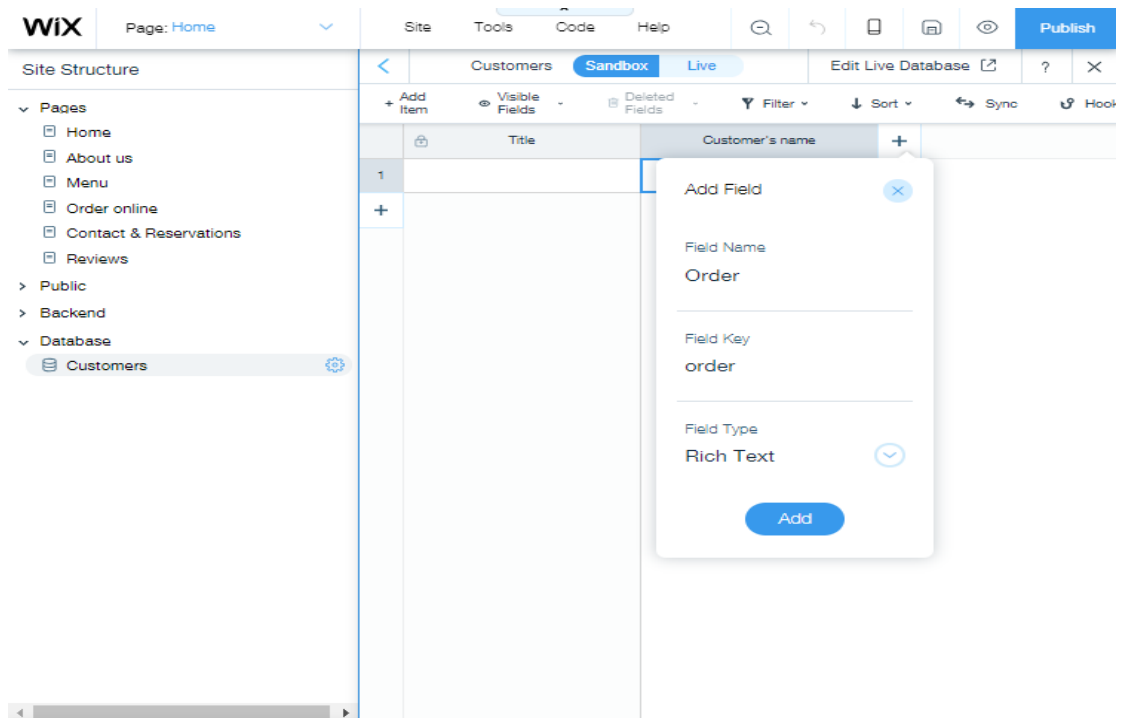 WiX Page: Home Site Tools Code Help Publish
Site Structure
Customers Sandbox Live Edit Live Database ? ×
+ Add Item Visible Fields Deleted Fields Filter Sort Sync Hook
Pages
Home
About us
Menu
Order online
Contact & Reservations
Reviews
Public
Backend
Database
Customers
Title Customer's name +
1
+
Add Field
Field Name
Order
Field Key
order
Field Type
Rich Text
Add